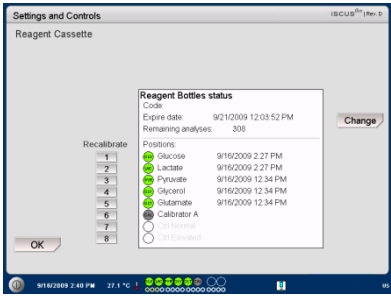 Settings and Controls
ISCUS Flex | Rev. D
Reagent Cassette
Reagent Bottles status
Code:
Expire date: 9/21/2009 12:03:52 PM
Remaining analyses: 308
Change
Recalibrate
Positions:
1 Glucose 9/16/2009 2:27 PM
2 Lactate 9/16/2009 2:27 PM
3 Pyruvate 9/16/2009 12:34 PM
4 Glycerol 9/16/2009 12:34 PM
5 Glutamate 9/16/2009 12:34 PM
6 Calibrator A
7 Ctrl Normal
8 Ctrl Elevated
OK
9/16/2009 2:40 PM 27.1 °C